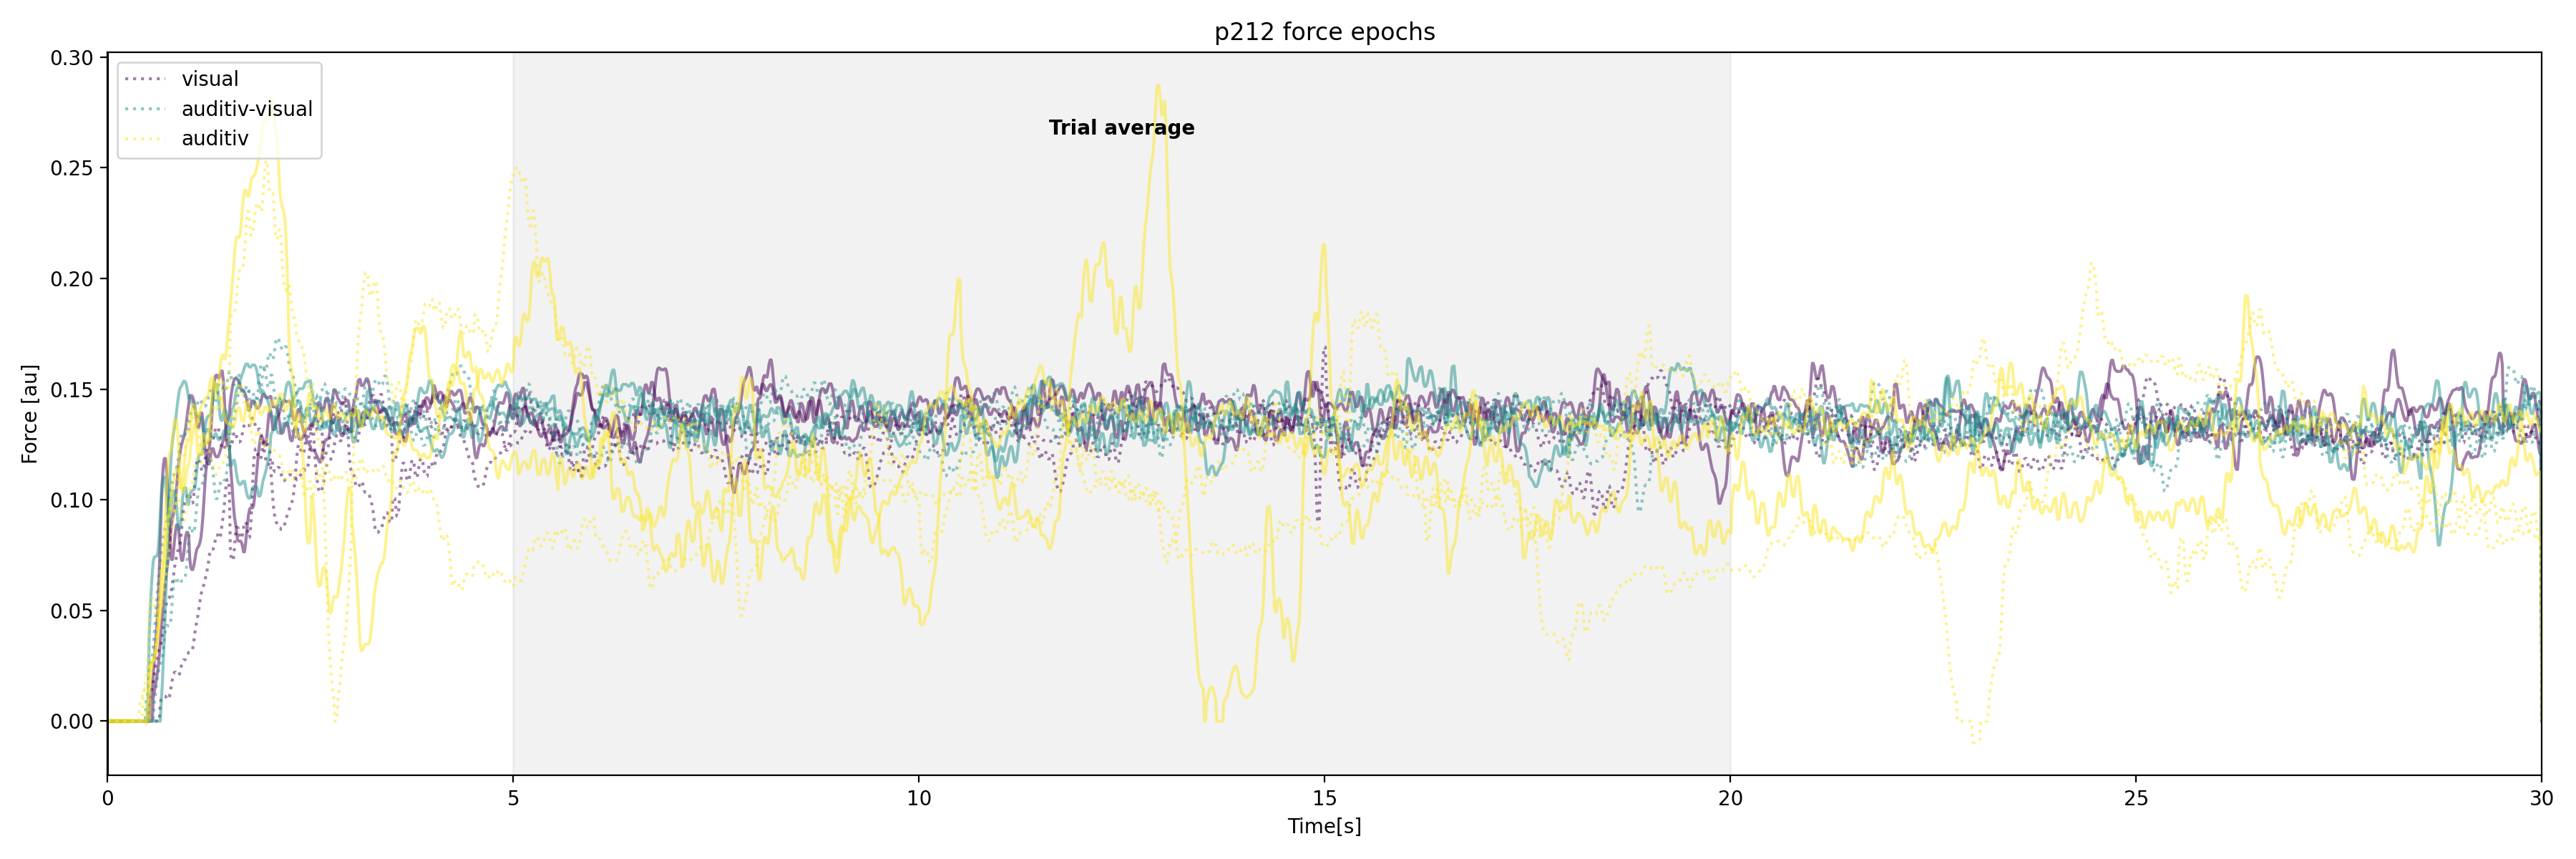 p212 force epochs
0.30
0.25
0.20
0.15
0.10
0.05
0.00
Force [au]
visual
auditiv-visual
auditiv
Trial average
0 5 10 15 20 25 30
Time[s]